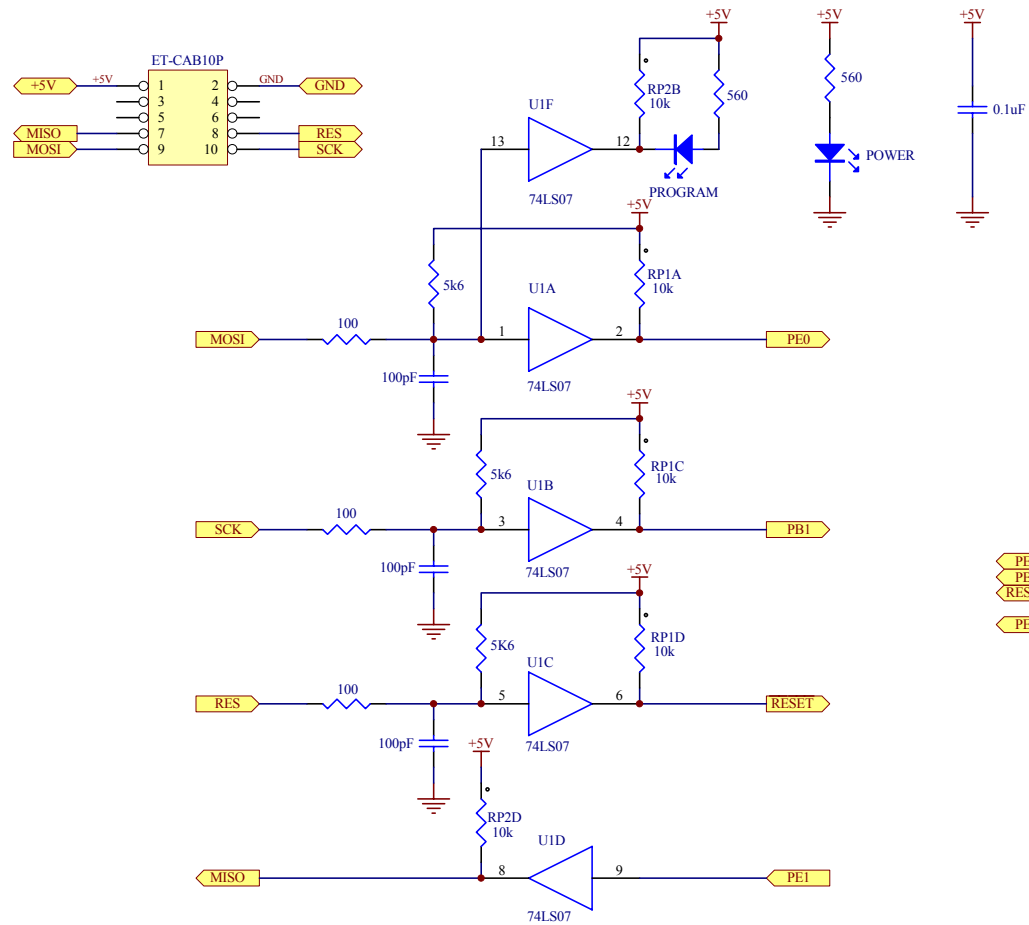 ET-CAB10P
+5V +5V 1 2 GND GND
3 4
5 6
MISO 7 8 RES
MOSI 9 10 SCK
+5V
RP2B
10k
560
U1F
13 12
74LS07
PROGRAM
+5V
560
POWER
+5V
0.1uF
+5V
5k6
RP1A
10k
U1A
MOSI 100 1 2 PE0
100pF
74LS07
+5V
5k6
RP1C
10k
U1B
SCK 100 3 4 PB1
100pF
74LS07
PE
PB
RES
PE
+5V
5K6
RP1D
10k
U1C
RES 100 5 6 RESET
100pF
74LS07
+5V
RP2D
10k
U1D
MISO 8 9 PE1
74LS07